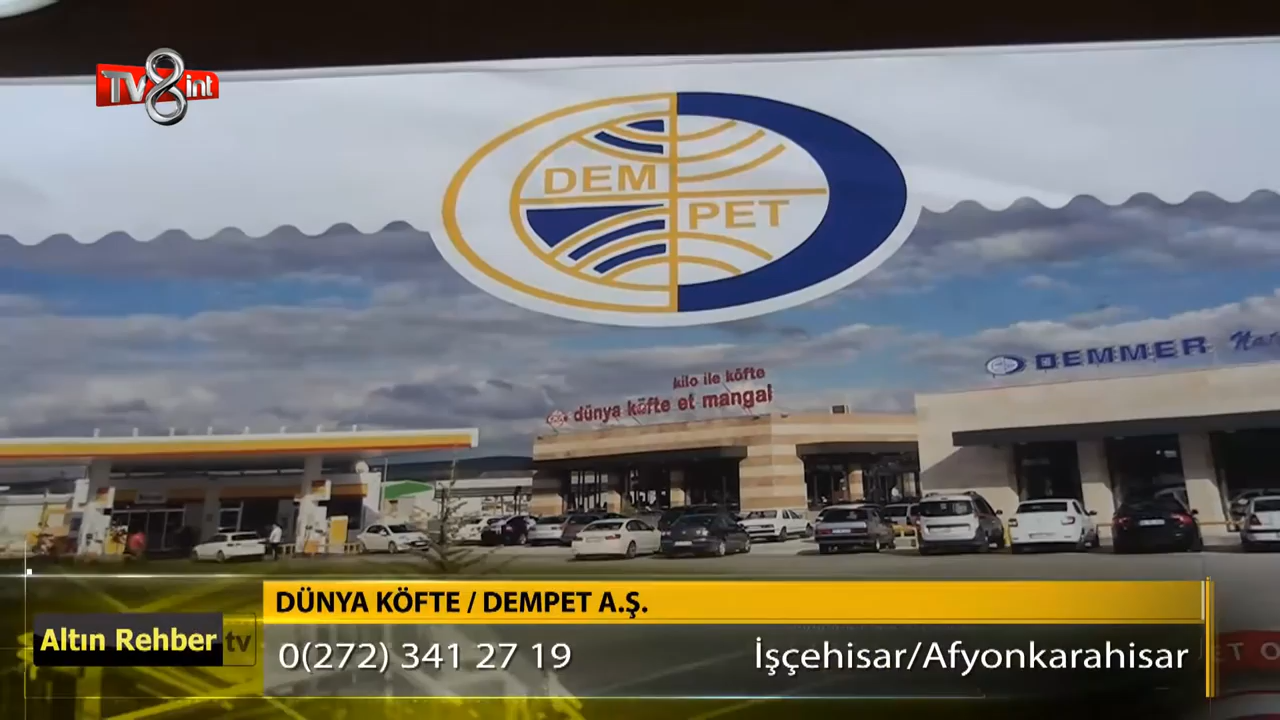 TV8int
DEM
PET
kilo ile köfte
dünya köfte et mangal
DEMMER
DÜNYA KÖFTE / DEMPET A.Ş.
Altın Rehber tv
0(272) 341 27 19
İşçehisar/Afyonkarahisar